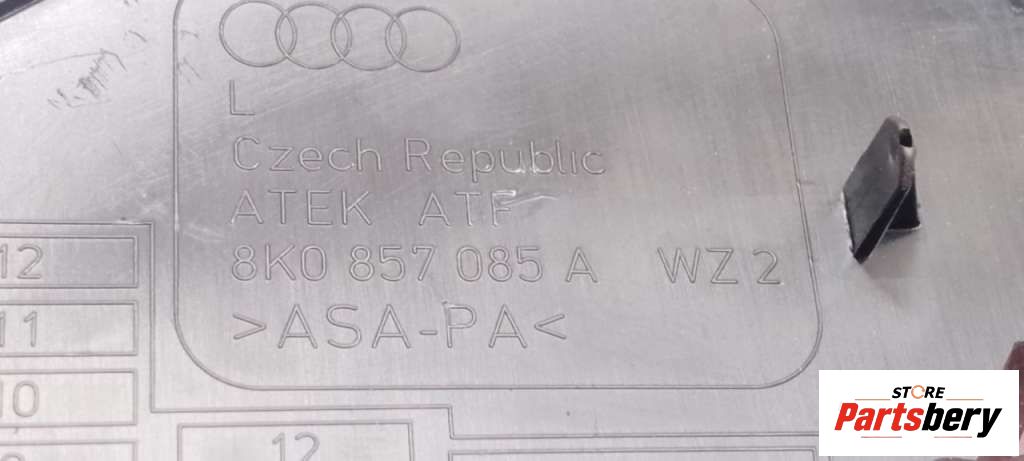 L
Czech Republic
ATEK ATF
8K0 857 085 A WZ2
>ASA-PA<
12
11
10
12
STORE
Partsbery